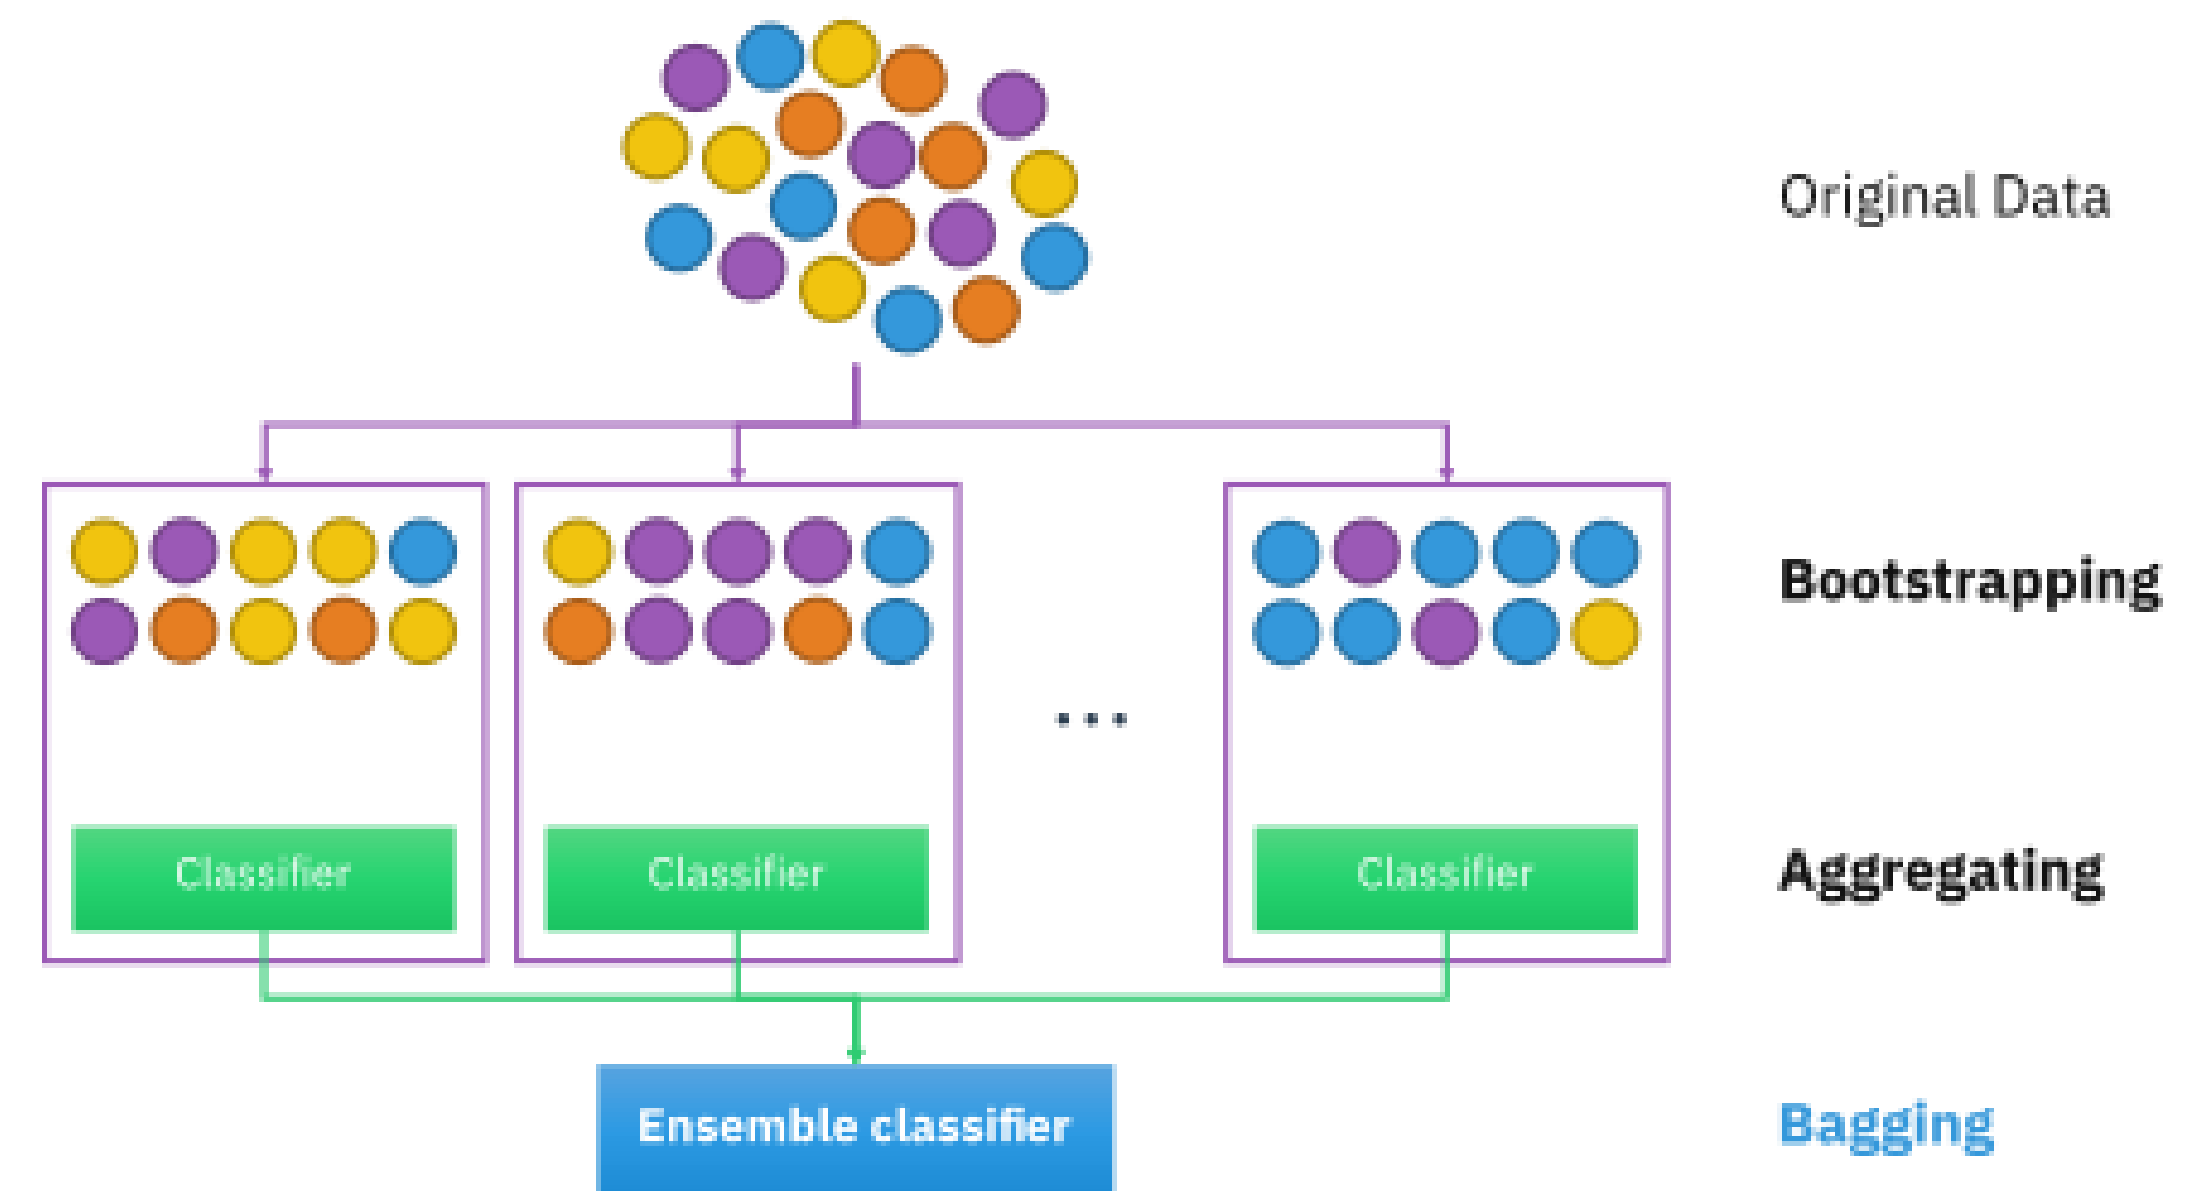 Original Data
Bootstrapping
...
Classifier
Classifier
Classifier
Aggregating
Ensemble classifier
Bagging